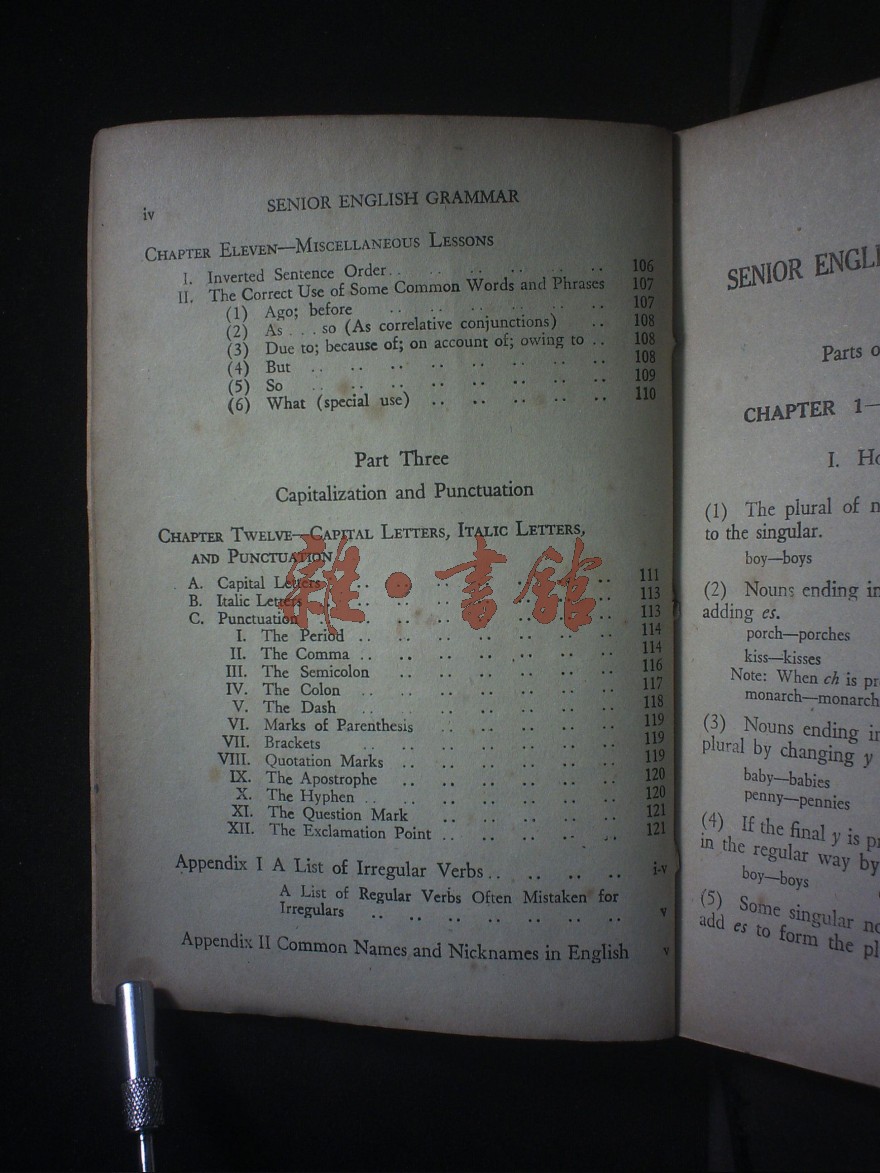 iv SENIOR ENGLISH GRAMMAR
CHAPTER ELEVEN—MISCELLANEOUS LESSONS
I. Inverted Sentence Order.. .. .. .. .. .. 106
II. The Correct Use of Some Common Words and Phrases 107
(1) Ago; before .. .. .. .. .. .. 107
(2) As . . . so (As correlative conjunctions) .. 108
(3) Due to; because of; on account of; owing to .. 108
(4) But .. .. .. .. .. .. .. .. 108
(5) So .. .. .. .. .. .. .. .. 109
(6) What (special use) .. .. .. .. .. 110
Part Three
Capitalization and Punctuation
CHAPTER TWELVE—CAPITAL LETTERS, ITALIC LETTERS,
AND PUNCTUATION
A. Capital Letters .. .. .. .. .. .. .. 111
B. Italic Letters .. .. .. .. .. .. .. 113
C. Punctuation .. .. .. .. .. .. .. 113
I. The Period .. .. .. .. .. .. .. 114
II. The Comma .. .. .. .. .. .. .. 114
III. The Semicolon .. .. .. .. .. .. 116
IV. The Colon .. .. .. .. .. .. .. 117
V. The Dash .. .. .. .. .. .. .. 118
VI. Marks of Parenthesis .. .. .. .. .. 119
VII. Brackets .. .. .. .. .. .. .. 119
VIII. Quotation Marks .. .. .. .. .. .. 119
IX. The Apostrophe .. .. .. .. .. .. 120
X. The Hyphen .. .. .. .. .. .. .. 120
XI. The Question Mark .. .. .. .. .. 121
XII. The Exclamation Point .. .. .. .. 121
Appendix I A List of Irregular Verbs.. .. .. .. i-v
A List of Regular Verbs Often Mistaken for
Irregulars .. .. .. .. .. .. .. v
Appendix II Common Names and Nicknames in English v
雜·書館
SENIOR ENGLI
Parts o
CHAPTER 1—
I. Ho
(1) The plural of n
to the singular.
boy—boys
(2) Nouns ending in
adding es.
porch—porches
kiss—kisses
Note: When ch is pr
monarch—monarch
(3) Nouns ending in
plural by changing y
baby—babies
penny—pennies
(4) If the final y is pr
in the regular way by
boy—boys
(5) Some singular no
add es to form the pl